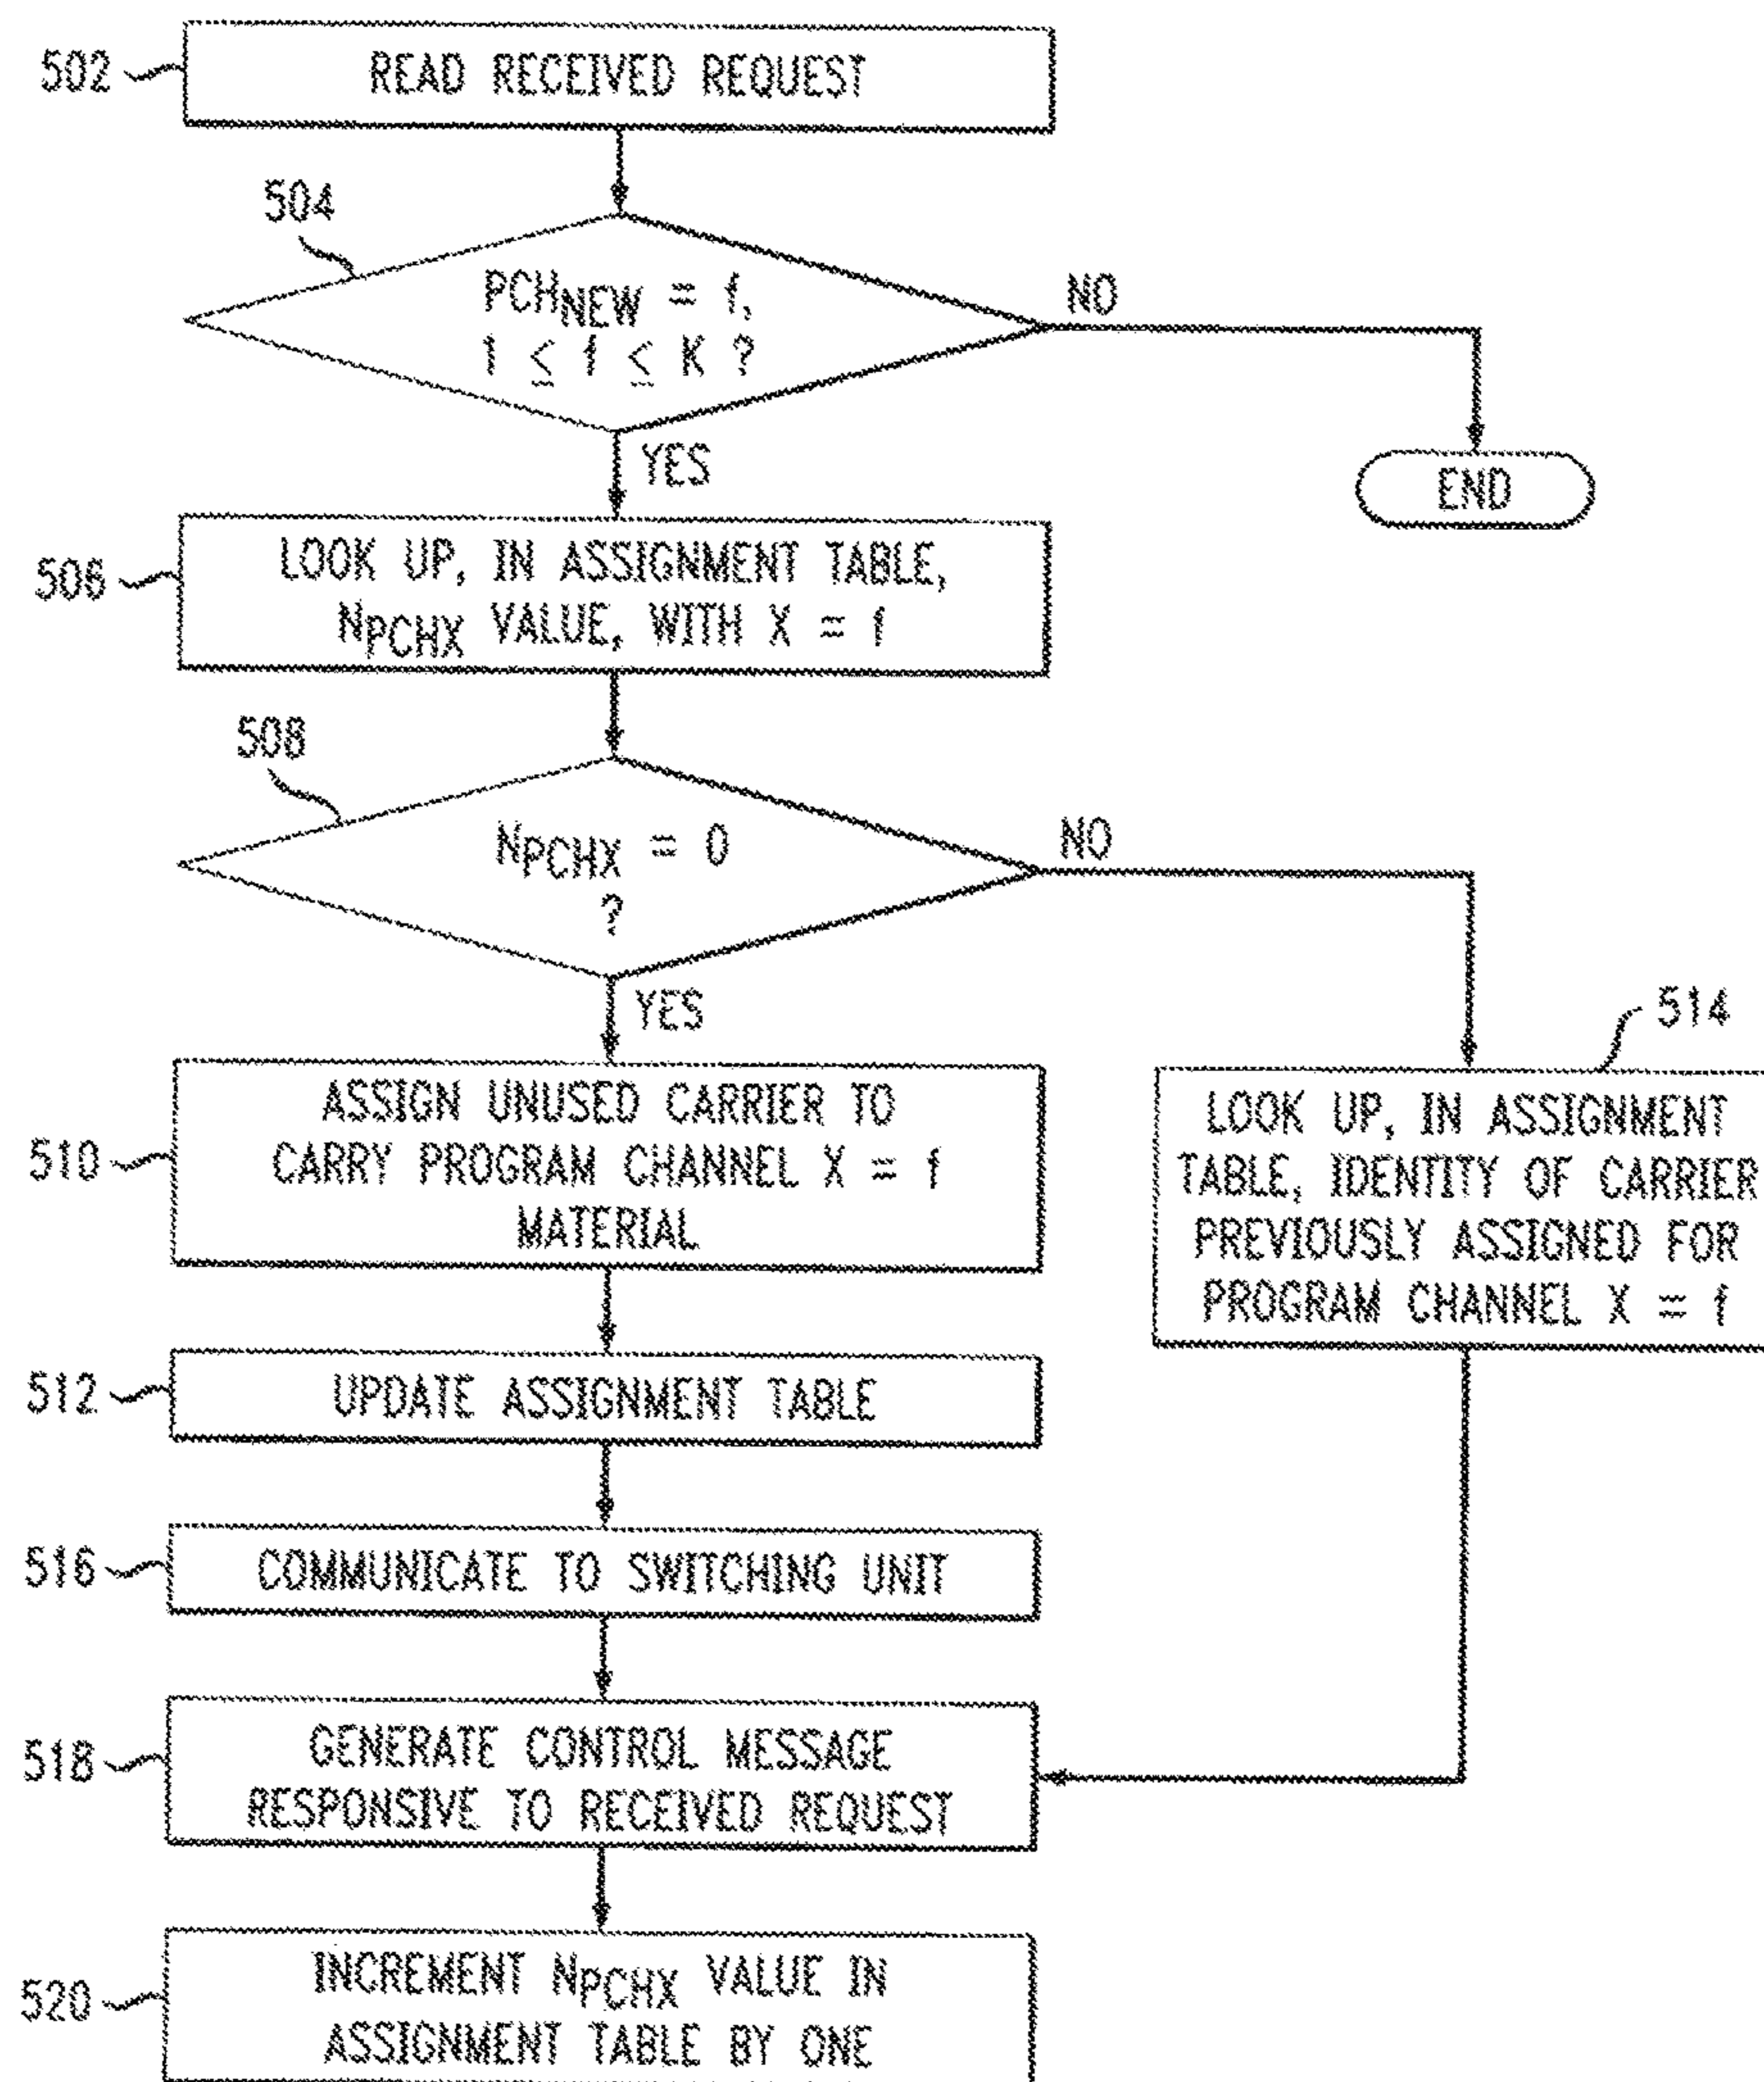 502
READ RECEIVED REQUEST
504
PCHNEW = f,
1 ≤ f ≤ K ?
NO
YES
END
506
LOOK UP, IN ASSIGNMENT TABLE,
NPCHX VALUE, WITH X = f
508
NPCHX = 0
?
NO
YES
510
ASSIGN UNUSED CARRIER TO
CARRY PROGRAM CHANNEL X = f
MATERIAL
514
LOOK UP, IN ASSIGNMENT
TABLE, IDENTITY OF CARRIER
PREVIOUSLY ASSIGNED FOR
PROGRAM CHANNEL X = f
512
UPDATE ASSIGNMENT TABLE
516
COMMUNICATE TO SWITCHING UNIT
518
GENERATE CONTROL MESSAGE
RESPONSIVE TO RECEIVED REQUEST
520
INCREMENT NPCHX VALUE IN
ASSIGNMENT TABLE BY ONE